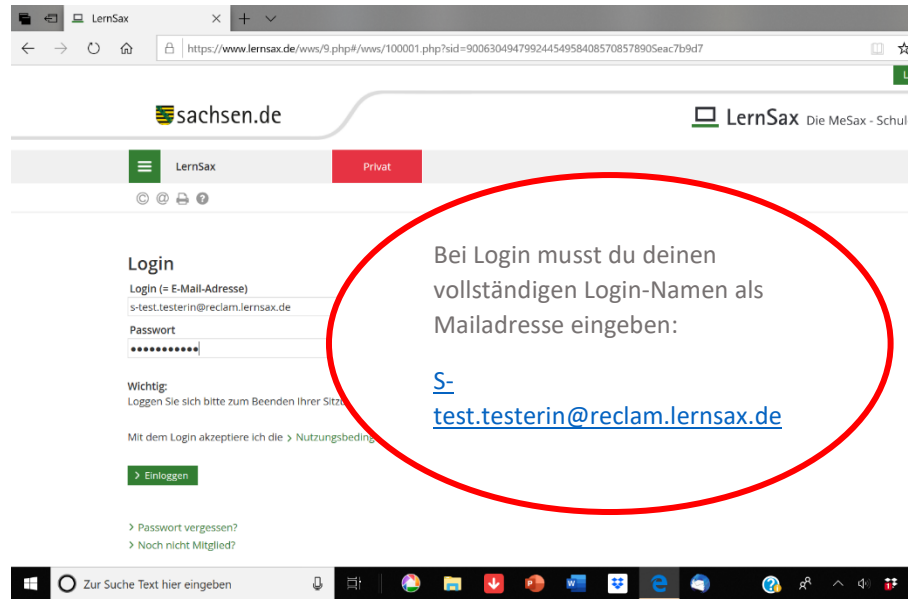 LernSax
https://www.lernsax.de/wws/9.php#/wws/100001.php?sid=90063049479924454958408570857890Seac7b9d7
sachsen.de
LernSax Die MeSax - Schul
LernSax
Privat
Login
Login (= E-Mail-Adresse)
s-test.testerin@reclam.lernsax.de
Passwort
Wichtig:
Loggen Sie sich bitte zum Beenden Ihrer
Mit dem Login akzeptiere ich die › Nutzungsbeding
› Einloggen
› Passwort vergessen?
› Noch nicht Mitglied?
Bei Login musst du deinen
vollständigen Login-Namen als
Mailadresse eingeben:
S-
test.testerin@reclam.lernsax.de
Zur Suche Text hier eingeben